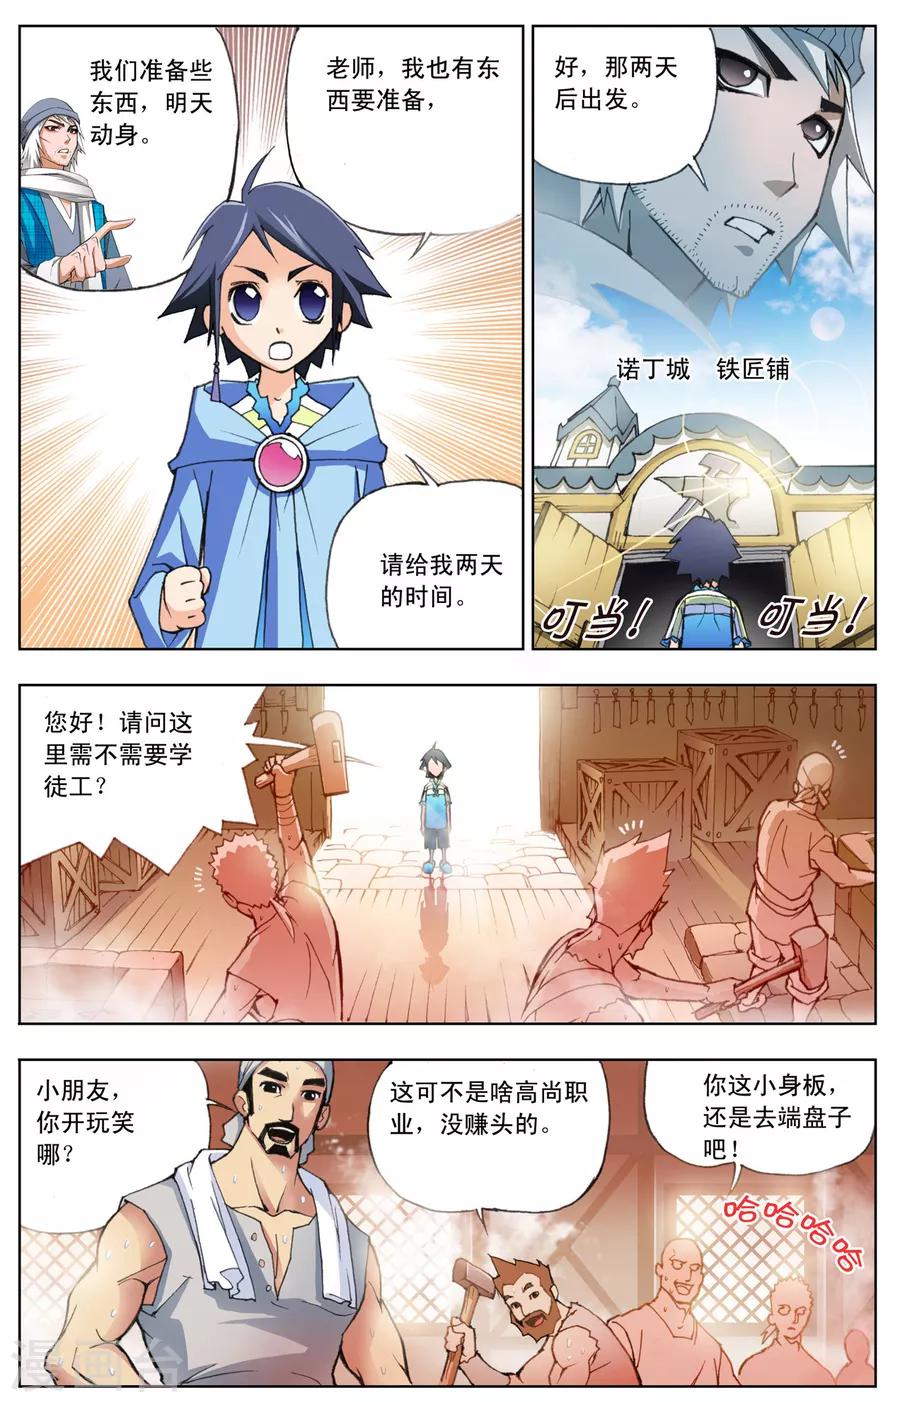 我们准备些
东西，明天
动身。
老师，我也有东
西要准备，
请给我两天
的时间。
好，那两天
后出发。
诺丁城 铁匠铺
叮当！
叮当！
您好！请问这
里需不需要学
徒工？
小朋友，
你开玩笑
哪？
这可不是啥高尚职
业，没赚头的。
你这小身板，
还是去端盘子
吧！
哈哈哈哈
漫画台